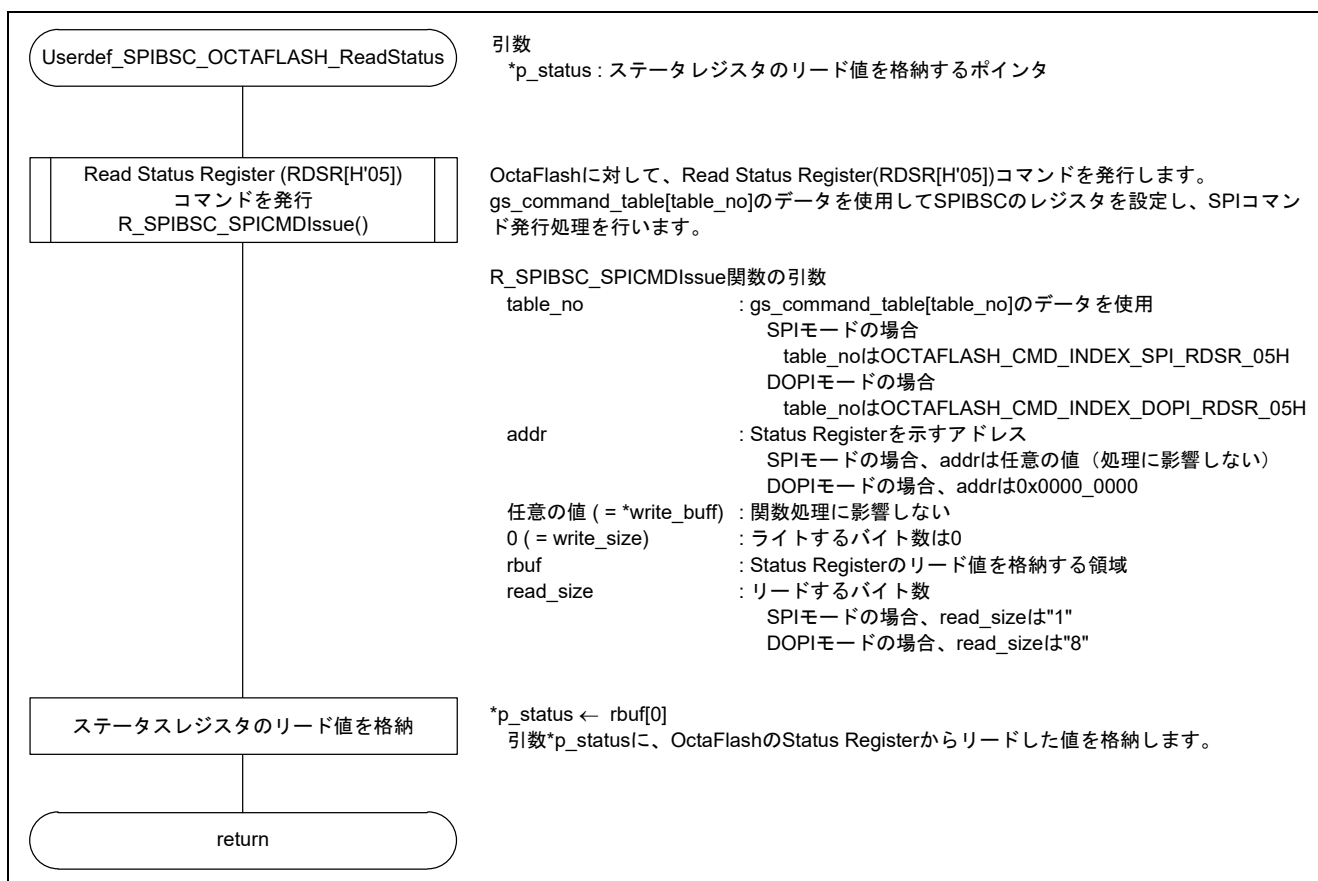 Userdef_SPIBSC_OCTAFLASH_ReadStatus
引数
*p_status : ステータレジスタのリード値を格納するポインタ
Read Status Register (RDSR[H'05])
コマンドを発行
R_SPIBSC_SPICMDIssue()
OctaFlashに対して、Read Status Register(RDSR[H'05])コマンドを発行します。
gs_command_table[table_no]のデータを使用してSPIBSCのレジスタを設定し、SPIコマン
ド発行処理を行います。
R_SPIBSC_SPICMDIssue関数の引数
table_no : gs_command_table[table_no]のデータを使用
SPIモードの場合
table_noはOCTAFLASH_CMD_INDEX_SPI_RDSR_05H
DOPIモードの場合
table_noはOCTAFLASH_CMD_INDEX_DOPI_RDSR_05H
addr : Status Registerを示すアドレス
SPIモードの場合、addrは任意の値（処理に影響しない）
DOPIモードの場合、addrは0x0000_0000
任意の値 ( = *write_buff) : 関数処理に影響しない
0 ( = write_size) : ライトするバイト数は0
rbuf : Status Registerのリード値を格納する領域
read_size : リードするバイト数
SPIモードの場合、read_sizeは"1"
DOPIモードの場合、read_sizeは"8"
ステータスレジスタのリード値を格納
*p_status ← rbuf[0]
引数*p_statusに、OctaFlashのStatus Registerからリードした値を格納します。
return